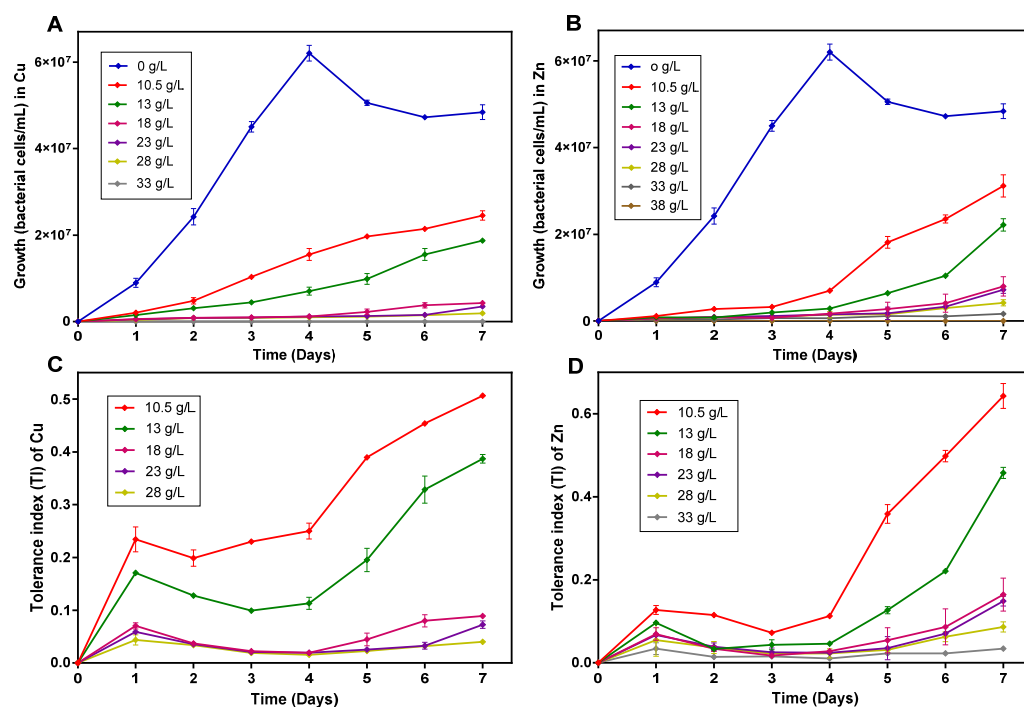 A
Growth (bacterial cells/mL) in Cu
6×10⁷
4×10⁷
2×10⁷
0
0 g/L
10.5 g/L
13 g/L
18 g/L
23 g/L
28 g/L
33 g/L
0 1 2 3 4 5 6 7
Time (Days)
B
Growth (bacterial cells/mL) in Zn
6×10⁷
4×10⁷
2×10⁷
0
o g/L
10.5 g/L
13 g/L
18 g/L
23 g/L
28 g/L
33 g/L
38 g/L
0 1 2 3 4 5 6 7
Time (Days)
C
Tolerance index (TI) of Cu
0.5
0.4
0.3
0.2
0.1
0.0
10.5 g/L
13 g/L
18 g/L
23 g/L
28 g/L
0 1 2 3 4 5 6 7
Time (Days)
D
Tolerance index (TI) of Zn
0.6
0.4
0.2
0.0
10.5 g/L
13 g/L
18 g/L
23 g/L
28 g/L
33 g/L
0 1 2 3 4 5 6 7
Time (Days)